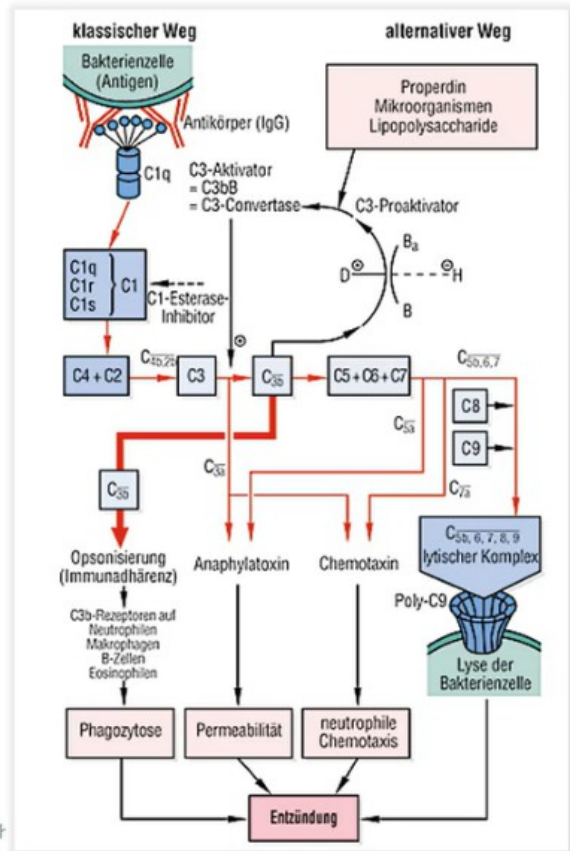 klassischer Weg
alternativer Weg
Bakterienzelle
(Antigen)
Antikörper (IgG)
C1q
Properdin
Mikroorganismen
Lipopolysaccharide
C3-Aktivator
= C3bB
= C3-Convertase
C3-Proaktivator
Ba
D
⊕
⊖
H
B
C1q
C1r
C1s
} C1
C1-Esterase-
Inhibitor
⊕
C4 + C2
C4b,2b
C3
C3b
C5 + C6 + C7
C5b,6,7
C8
C9
C5a
C3a
C7a
C3b
C5b, 6, 7, 8, 9
lytischer Komplex
Opsonisierung
(Immunadhärenz)
Anaphylatoxin
Chemotaxin
Poly-C9
C3b-Rezeptoren auf
Neutrophilen
Makrophagen
B-Zellen
Eosinophilen
Lyse der
Bakterienzelle
Phagozytose
Permeabilität
neutrophile
Chemotaxis
Entzündung